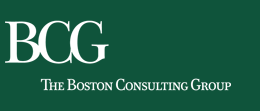 BCG
THE BOSTON CONSULTING GROUP